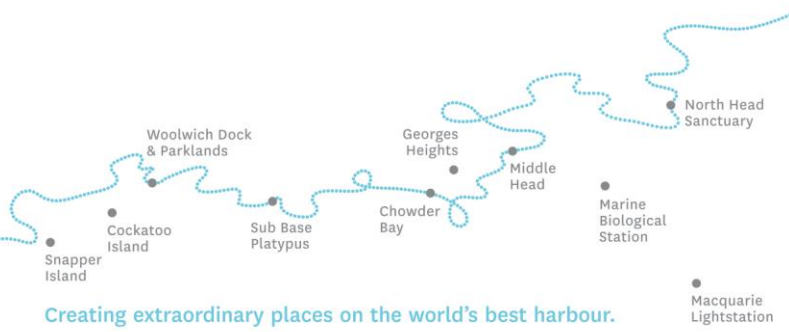 Woolwich Dock
& Parklands
Georges
Heights
North Head
Sanctuary
Middle
Head
Cockatoo
Island
Sub Base
Platypus
Chowder
Bay
Marine
Biological
Station
Snapper
Island
Macquarie
Lightstation
Creating extraordinary places on the world's best harbour.